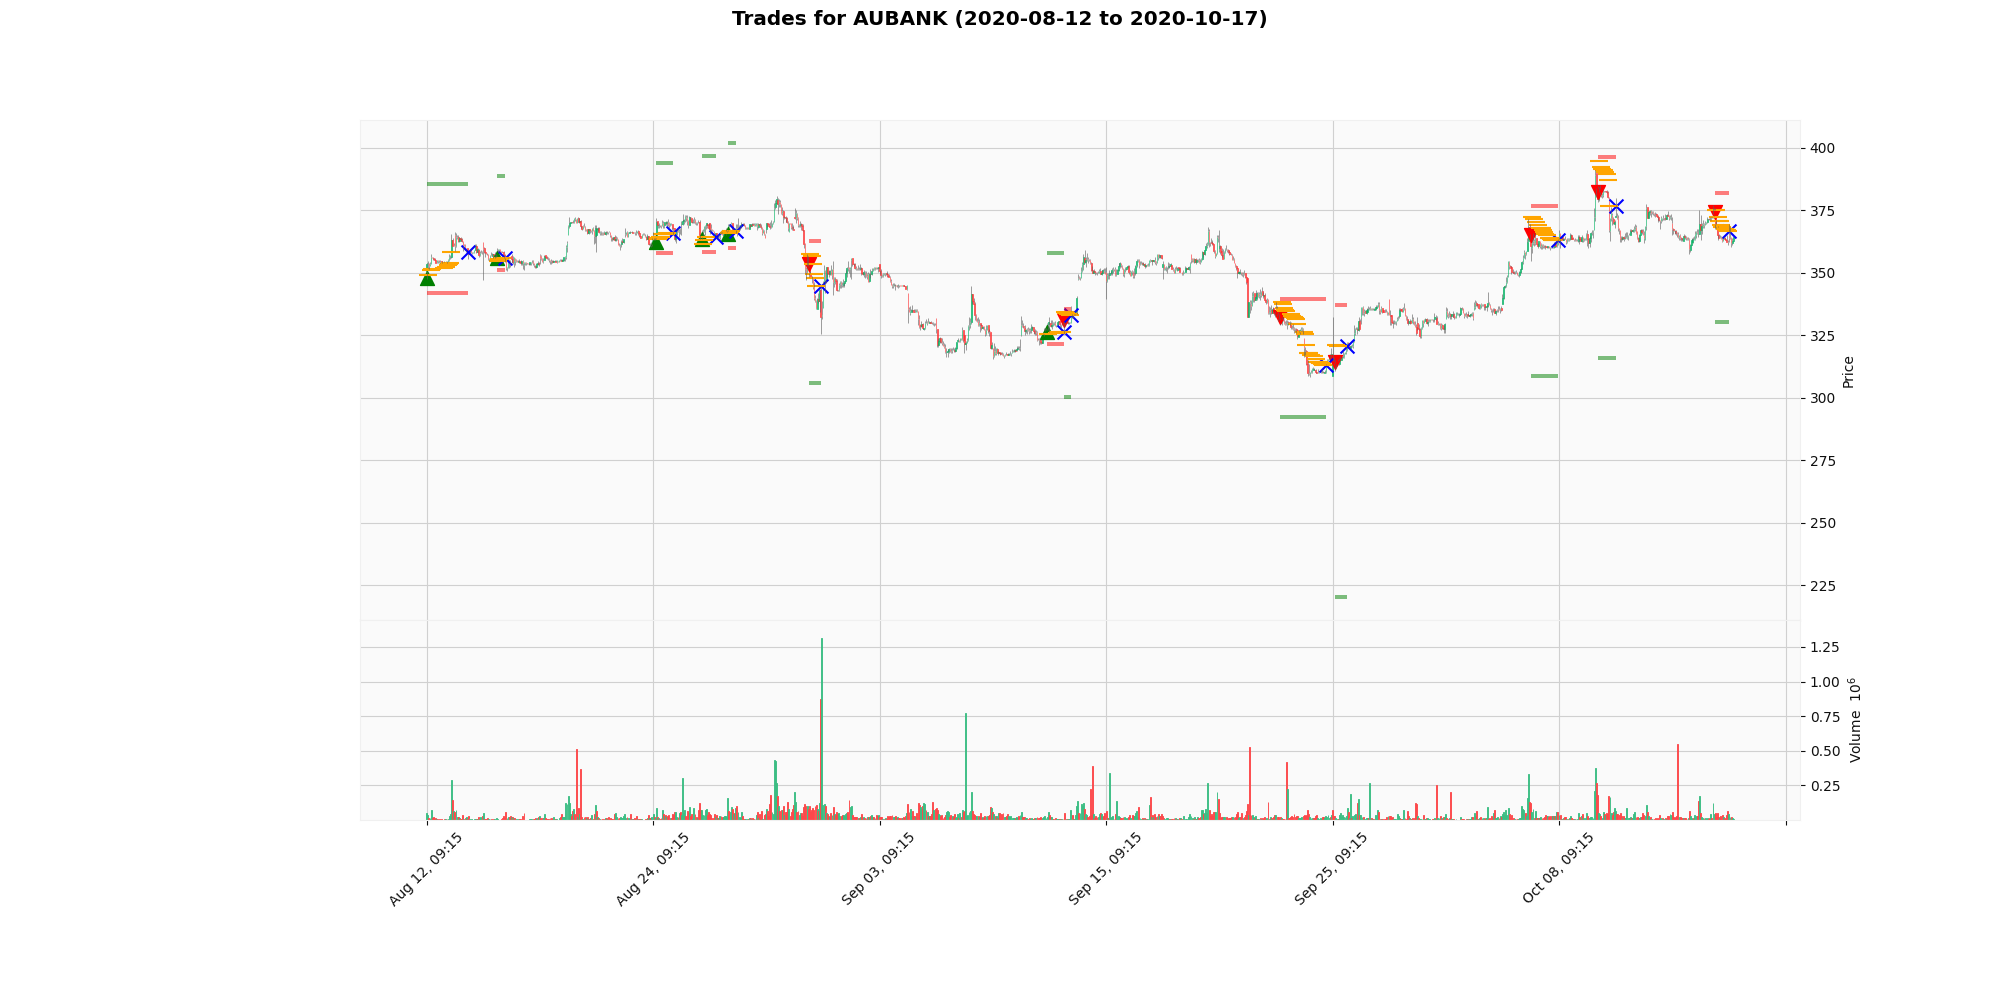 Trades for AUBANK (2020-08-12 to 2020-10-17)
400
375
350
325
300
275
250
225
Price
1.25
1.00
0.75
0.50
0.25
Volume 10^6
Aug 12, 09:15
Aug 24, 09:15
Sep 03, 09:15
Sep 15, 09:15
Sep 25, 09:15
Oct 08, 09:15